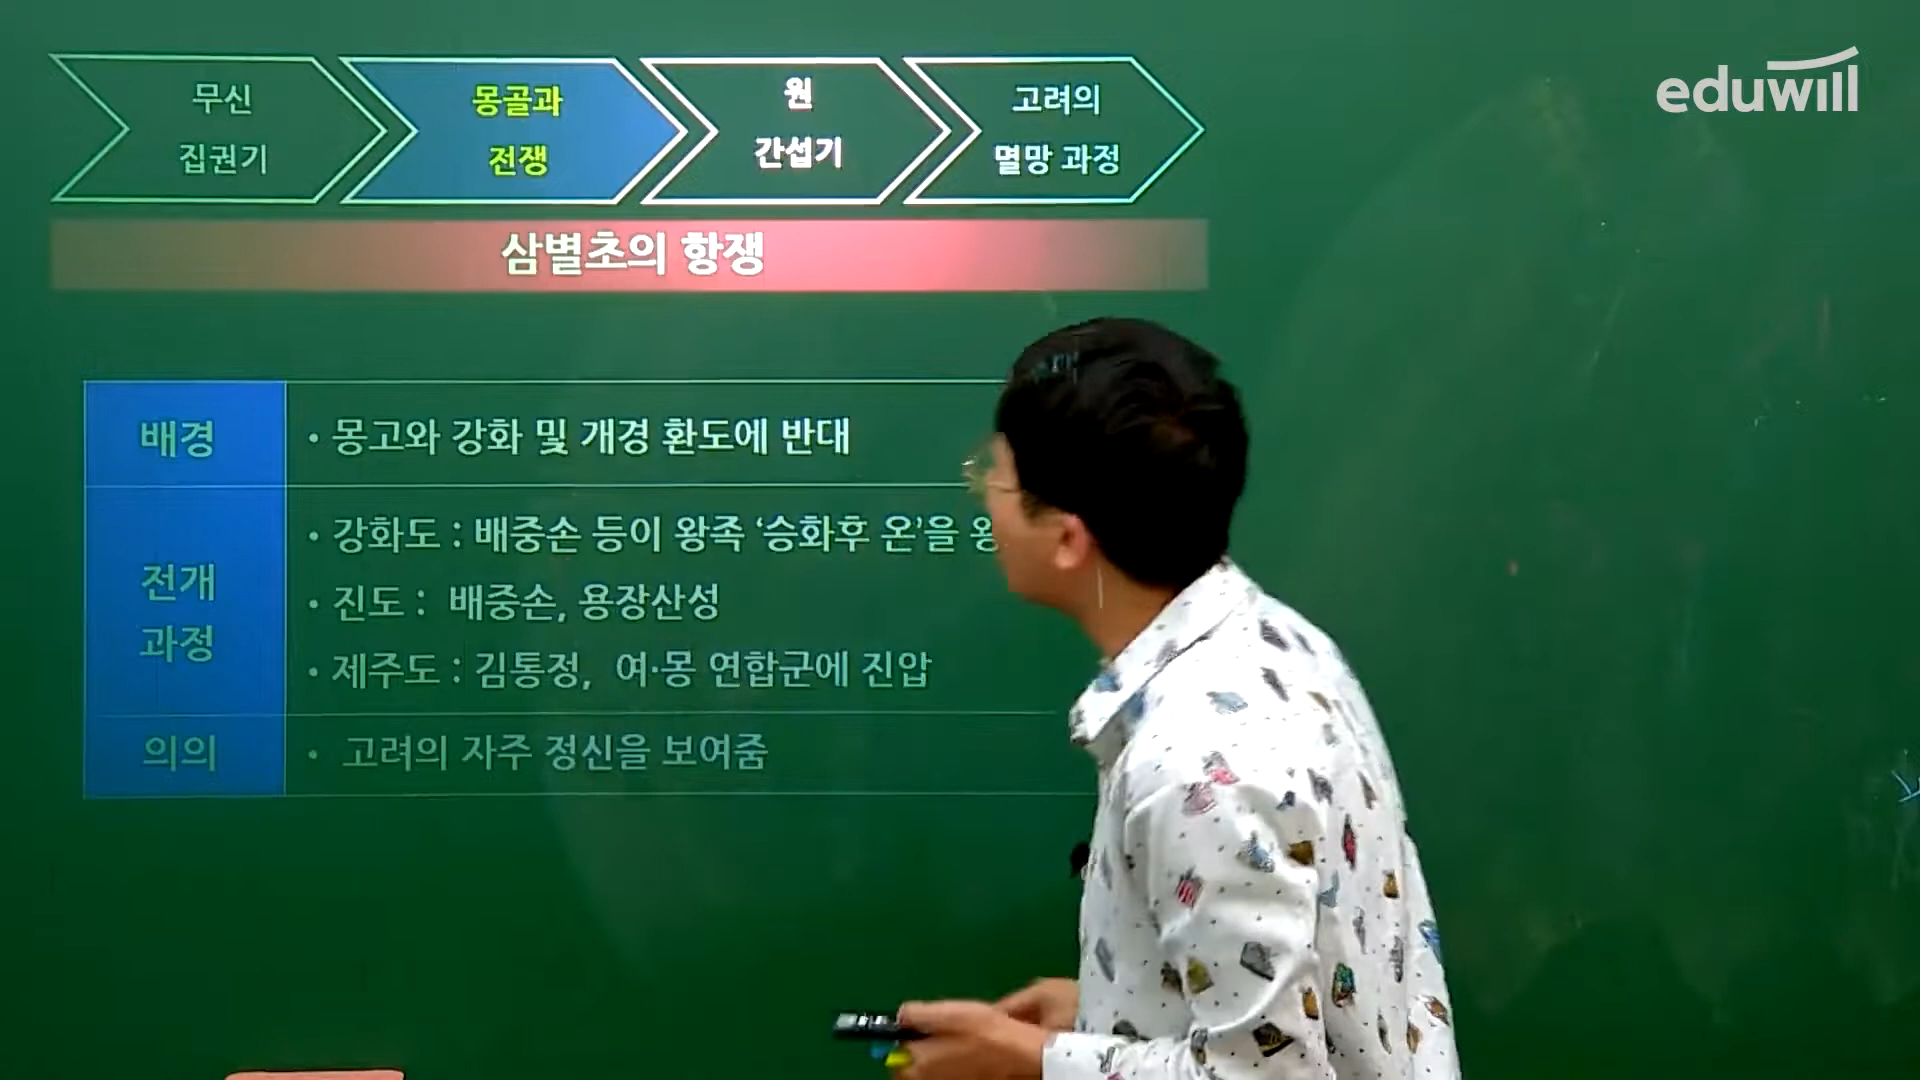 무신
집권기
몽골과
전쟁
원
간섭기
고려의
멸망 과정
eduwill
삼별초의 항쟁
배경
• 몽고와 강화 및 개경 환도에 반대
전개
과정
• 강화도 : 배중손 등이 왕족 ‘승화후 온’을
• 진도 : 배중손, 용장산성
• 제주도 : 김통정, 여·몽 연합군에 진압
의의
• 고려의 자주 정신을 보여줌